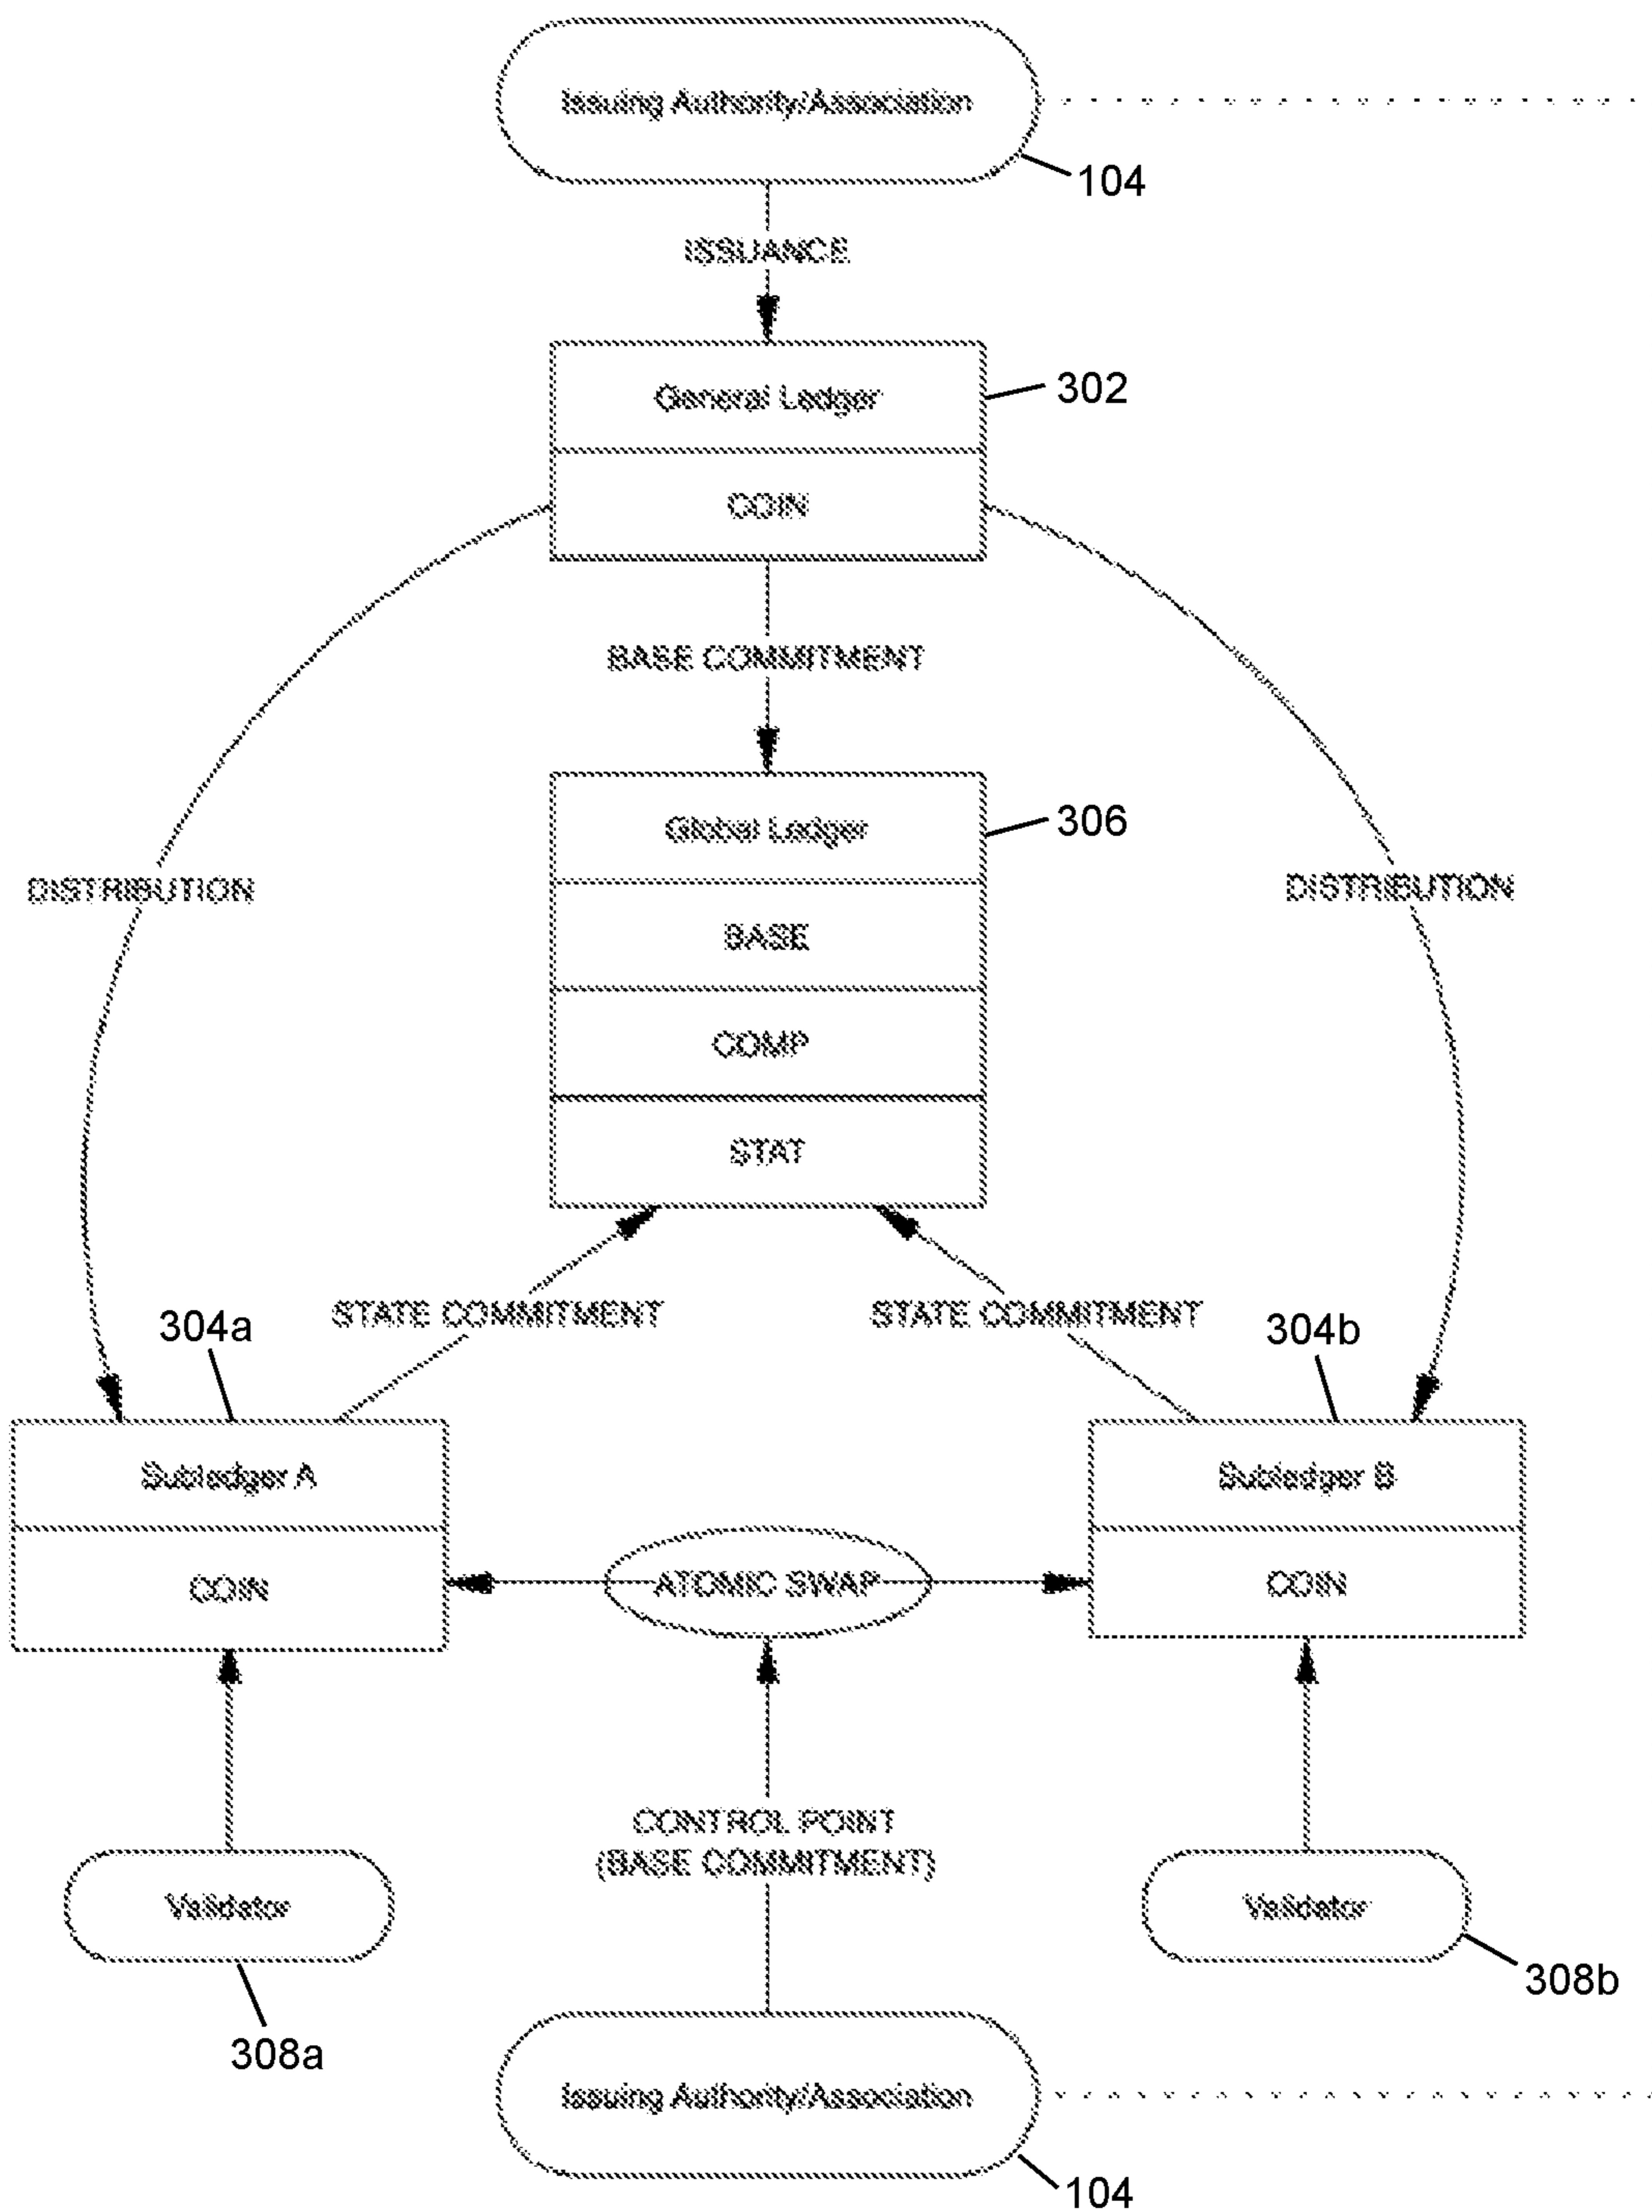 Issuing Authority/Association
104
ISSUANCE
General Ledger
302
COIN
BASE COMMITMENT
Global Ledger
306
DISTRIBUTION
DISTRIBUTION
BASE
COMP
STAT
304a
STATE COMMITMENT
STATE COMMITMENT
304b
Subledger A
Subledger B
COIN
ATOMIC SWAP
COIN
CONTROL POINT
(BASE COMMITMENT)
Validator
Validator
308b
308a
Issuing Authority/Association
104